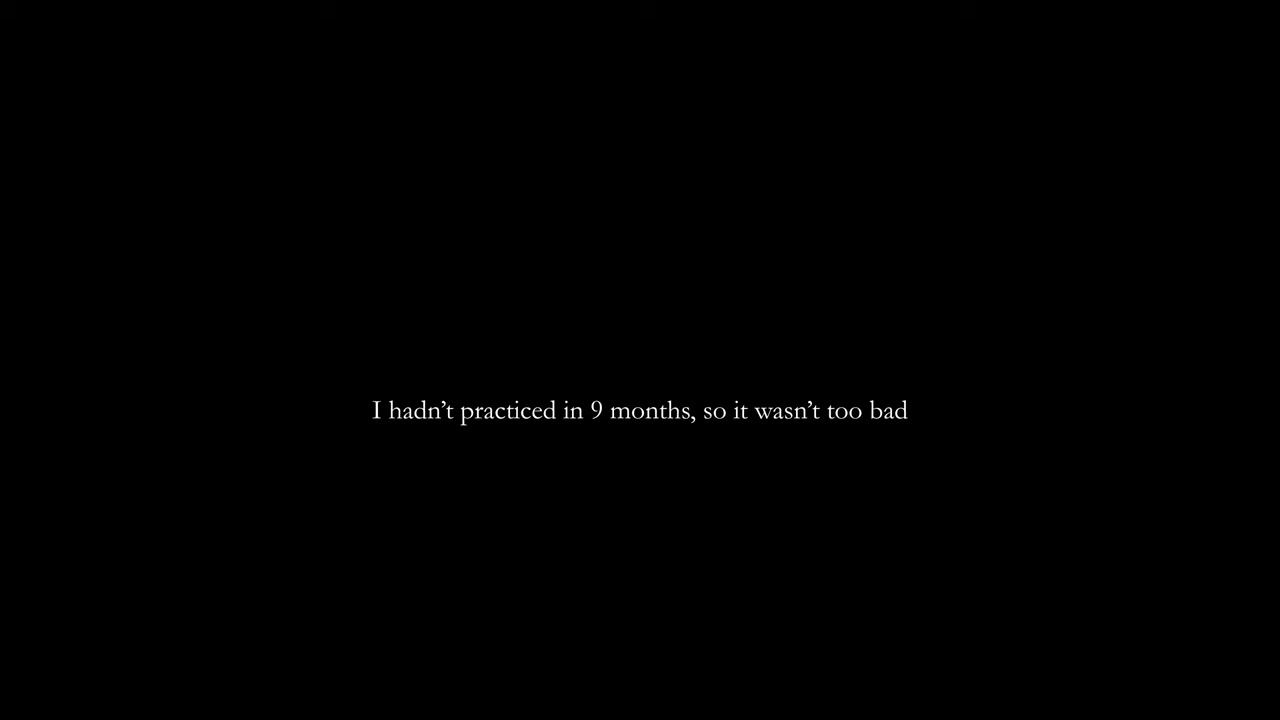 I hadn’t practiced in 9 months, so it wasn’t too bad